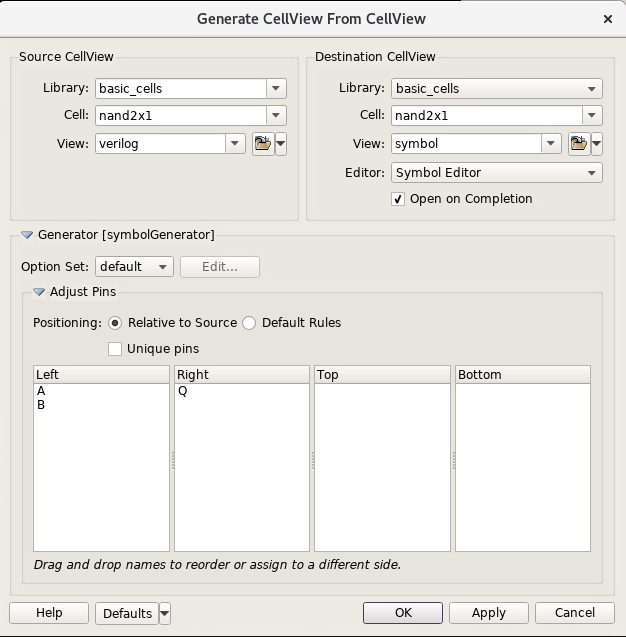 Generate CellView From CellView
Source CellView
Library: basic_cells
Cell: nand2x1
View: verilog
Destination CellView
Library: basic_cells
Cell: nand2x1
View: symbol
Editor: Symbol Editor
Open on Completion
Generator [symbolGenerator]
Option Set: default Edit...
Adjust Pins
Positioning: Relative to Source Default Rules
Unique pins
Left Right Top Bottom
A Q
B
Drag and drop names to reorder or assign to a different side.
Help Defaults OK Apply Cancel